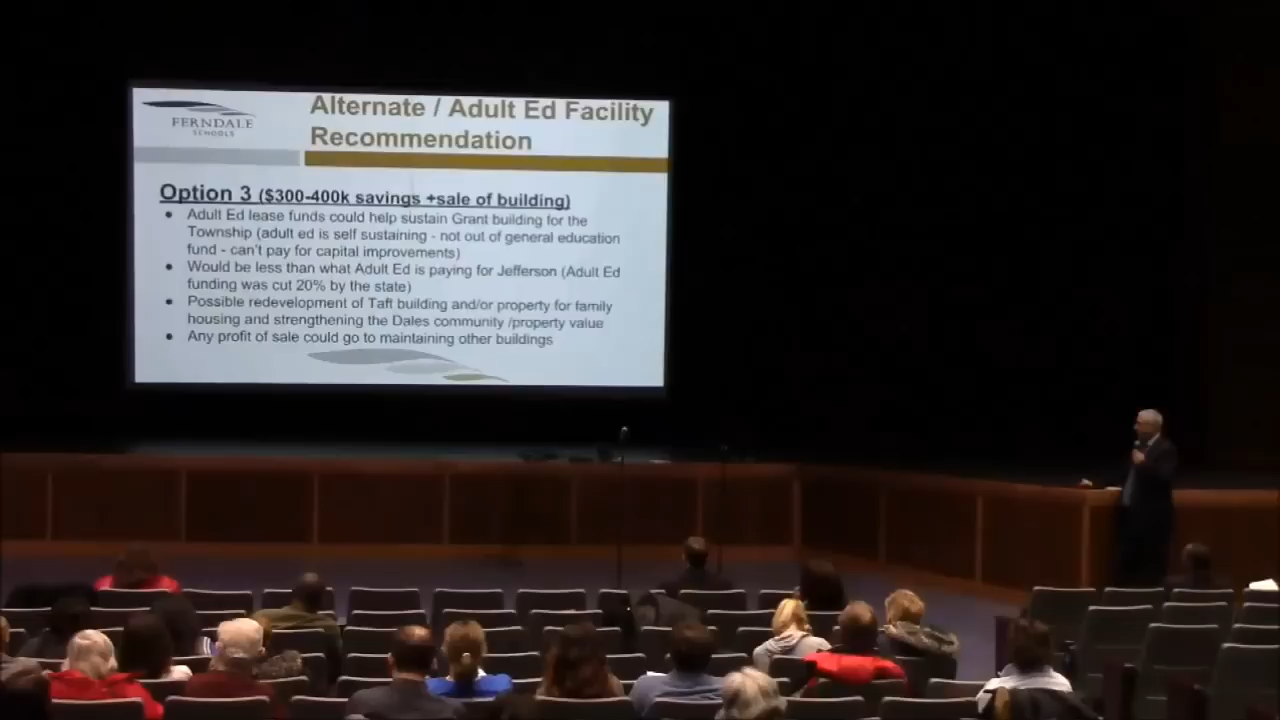 FERNDALE
SCHOOLS
Alternate / Adult Ed Facility
Recommendation
Option 3 ($300-400k savings +sale of building)
● Adult Ed lease funds could help sustain Grant building for the
Township (adult ed is self sustaining - not out of general education
fund - can't pay for capital improvements)
● Would be less than what Adult Ed is paying for Jefferson (Adult Ed
funding was cut 20% by the state)
● Possible redevelopment of Taft building and/or property for family
housing and strengthening the Dales community /property value
● Any profit of sale could go to maintaining other buildings